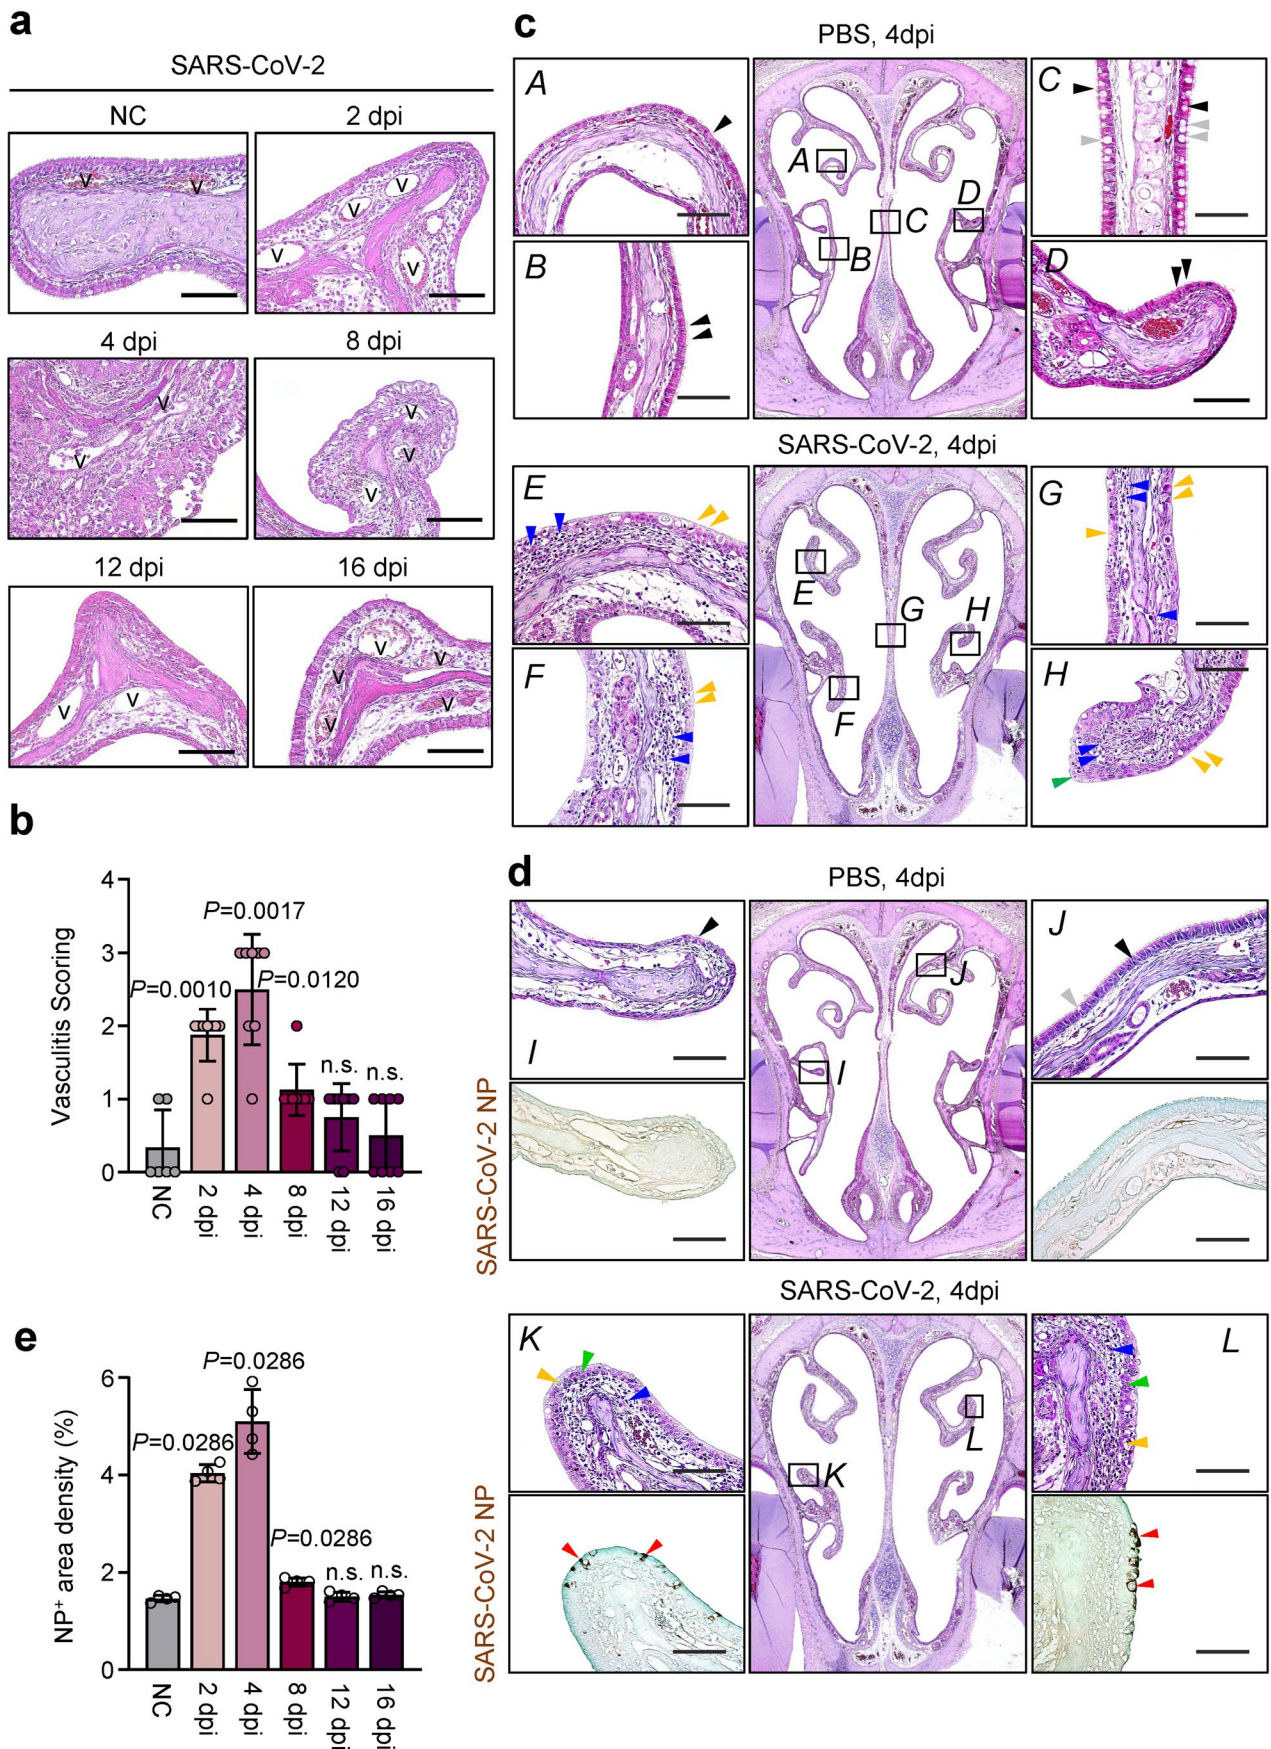 a
SARS-CoV-2
NC
2 dpi
v
v
v
v
v
v
4 dpi
8 dpi
v
v
v
v
v
12 dpi
16 dpi
v
v
v
v
v
v
b
Vasculitis Scoring
4
3
2
1
0
P=0.0010
P=0.0017
P=0.0120
n.s.
n.s.
NC
2 dpi
4 dpi
8 dpi
12 dpi
16 dpi
e
NP⁺ area density (%)
6
4
2
0
P=0.0286
P=0.0286
P=0.0286
n.s.
n.s.
NC
2 dpi
4 dpi
8 dpi
12 dpi
16 dpi
c
PBS, 4dpi
A
B
A
B
C
D
C
D
SARS-CoV-2, 4dpi
E
F
E
F
G
H
G
H
d
PBS, 4dpi
I
J
I
J
SARS-CoV-2 NP
SARS-CoV-2, 4dpi
K
L
K
L
SARS-CoV-2 NP